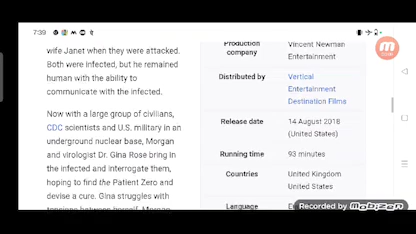 7:39
wife Janet when they were attacked.
Both were infected, but he remained
human with the ability to
communicate with the infected.
Now with a large group of civilians,
CDC scientists and U.S. military in an
underground nuclear base, Morgan
and virologist Dr. Gina Rose bring in
the infected and interrogate them,
hoping to find the Patient Zero and
devise a cure. Gina struggles with
Production
company
Vincent Newman
Entertainment
Distributed by
Vertical
Entertainment
Destination Films
Release date
14 August 2018
(United States)
Running time
93 minutes
Countries
United Kingdom
United States
Language
Recorded by mobizen